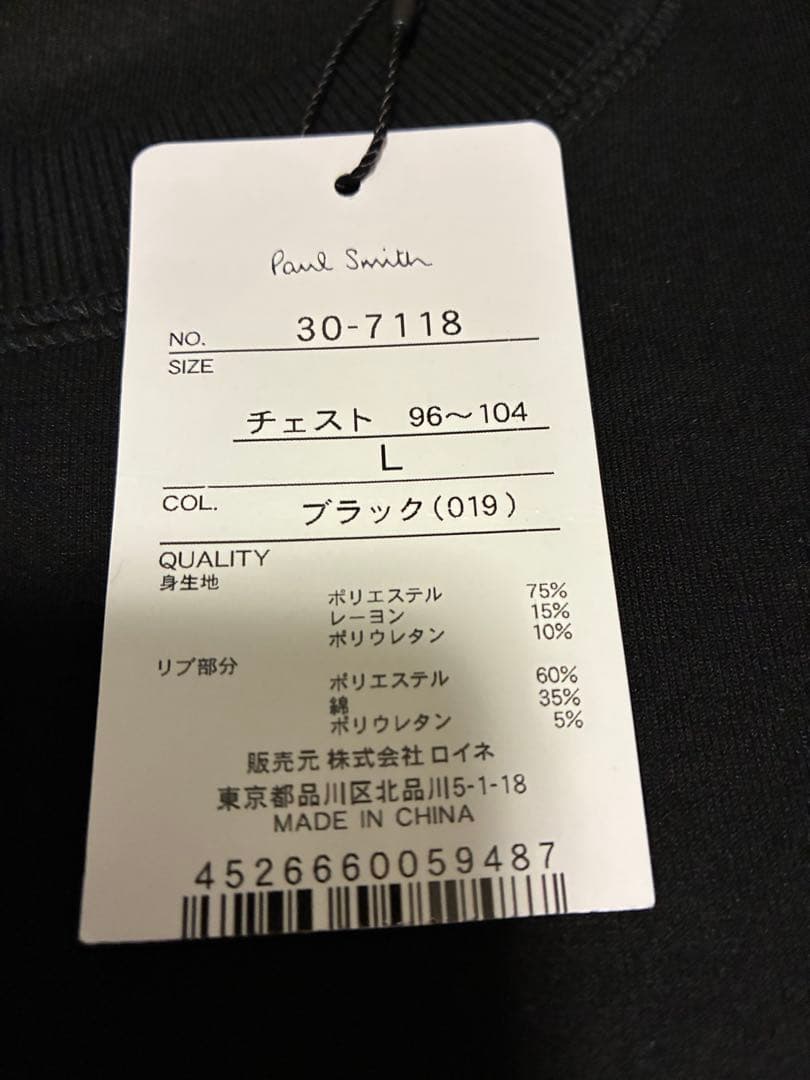 Paul Smith
NO. 30-7118
SIZE
チェスト 96～104
L
COL. ブラック(019)
QUALITY
身生地
ポリエステル 75%
レーヨン 15%
ポリウレタン 10%
リブ部分
ポリエステル 60%
綿 35%
ポリウレタン 5%
販売元 株式会社 ロイネ
東京都品川区北品川5-1-18
MADE IN CHINA
4526660059487